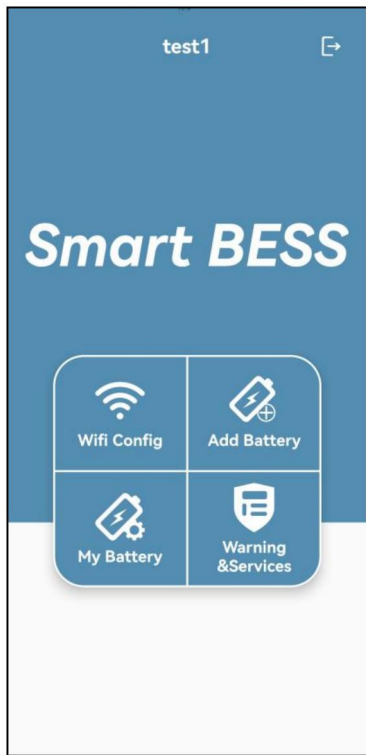 test1
Smart BESS
Wifi Config
Add Battery
My Battery
Warning
&Services